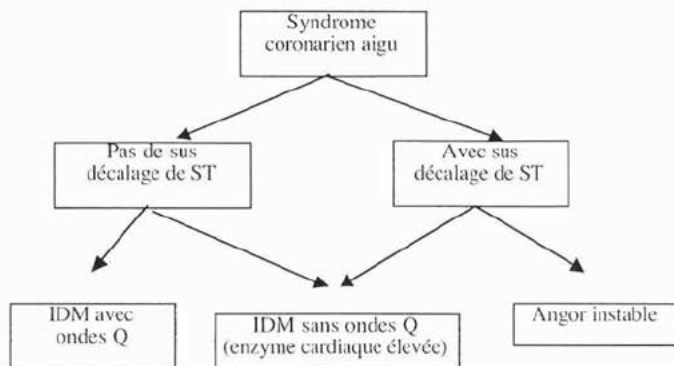 Syndrome
coronarien aigu
Pas de sus
décalage de ST
Avec sus
décalage de ST
IDM avec
ondes Q
IDM sans ondes Q
(enzyme cardiaque élevée)
Angor instable